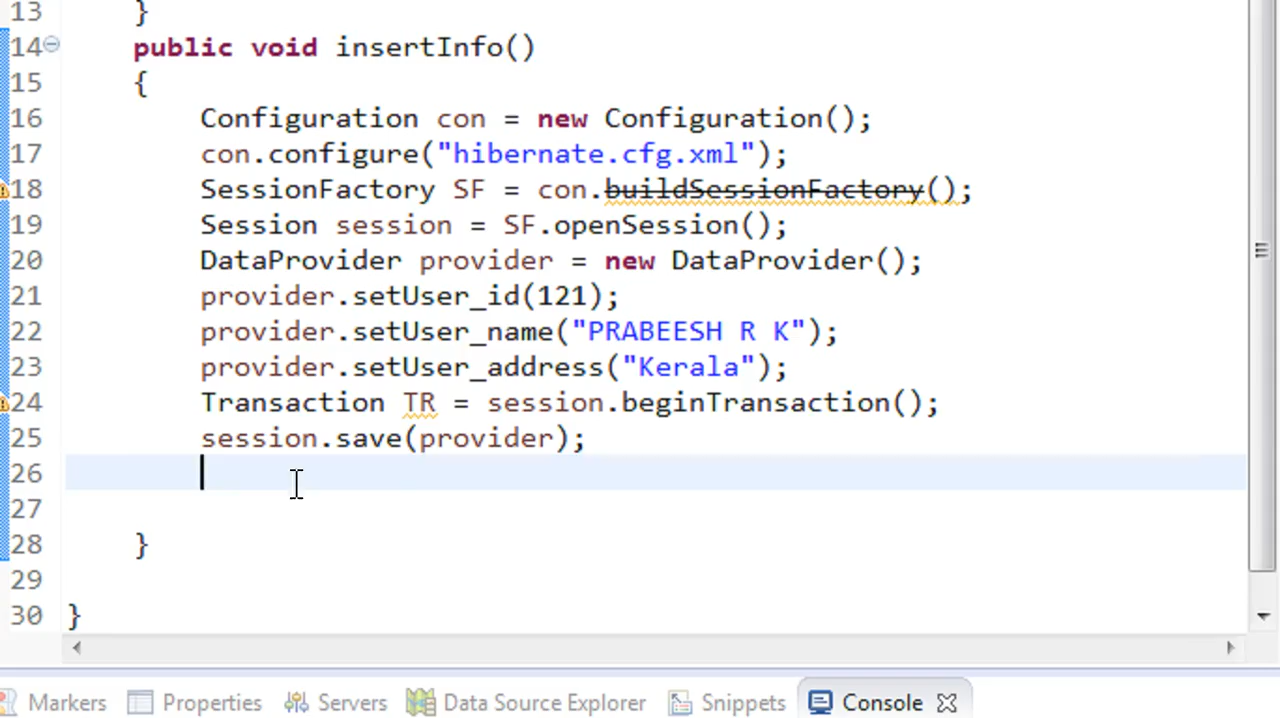 13 }
14 public void insertInfo()
15 {
16 Configuration con = new Configuration();
17 con.configure("hibernate.cfg.xml");
18 SessionFactory SF = con.buildSessionFactory();
19 Session session = SF.openSession();
20 DataProvider provider = new DataProvider();
21 provider.setUser_id(121);
22 provider.setUser_name("PRABEESH R K");
23 provider.setUser_address("Kerala");
24 Transaction TR = session.beginTransaction();
25 session.save(provider);
26
27
28 }
29
30 }
Markers Properties Servers Data Source Explorer Snippets Console